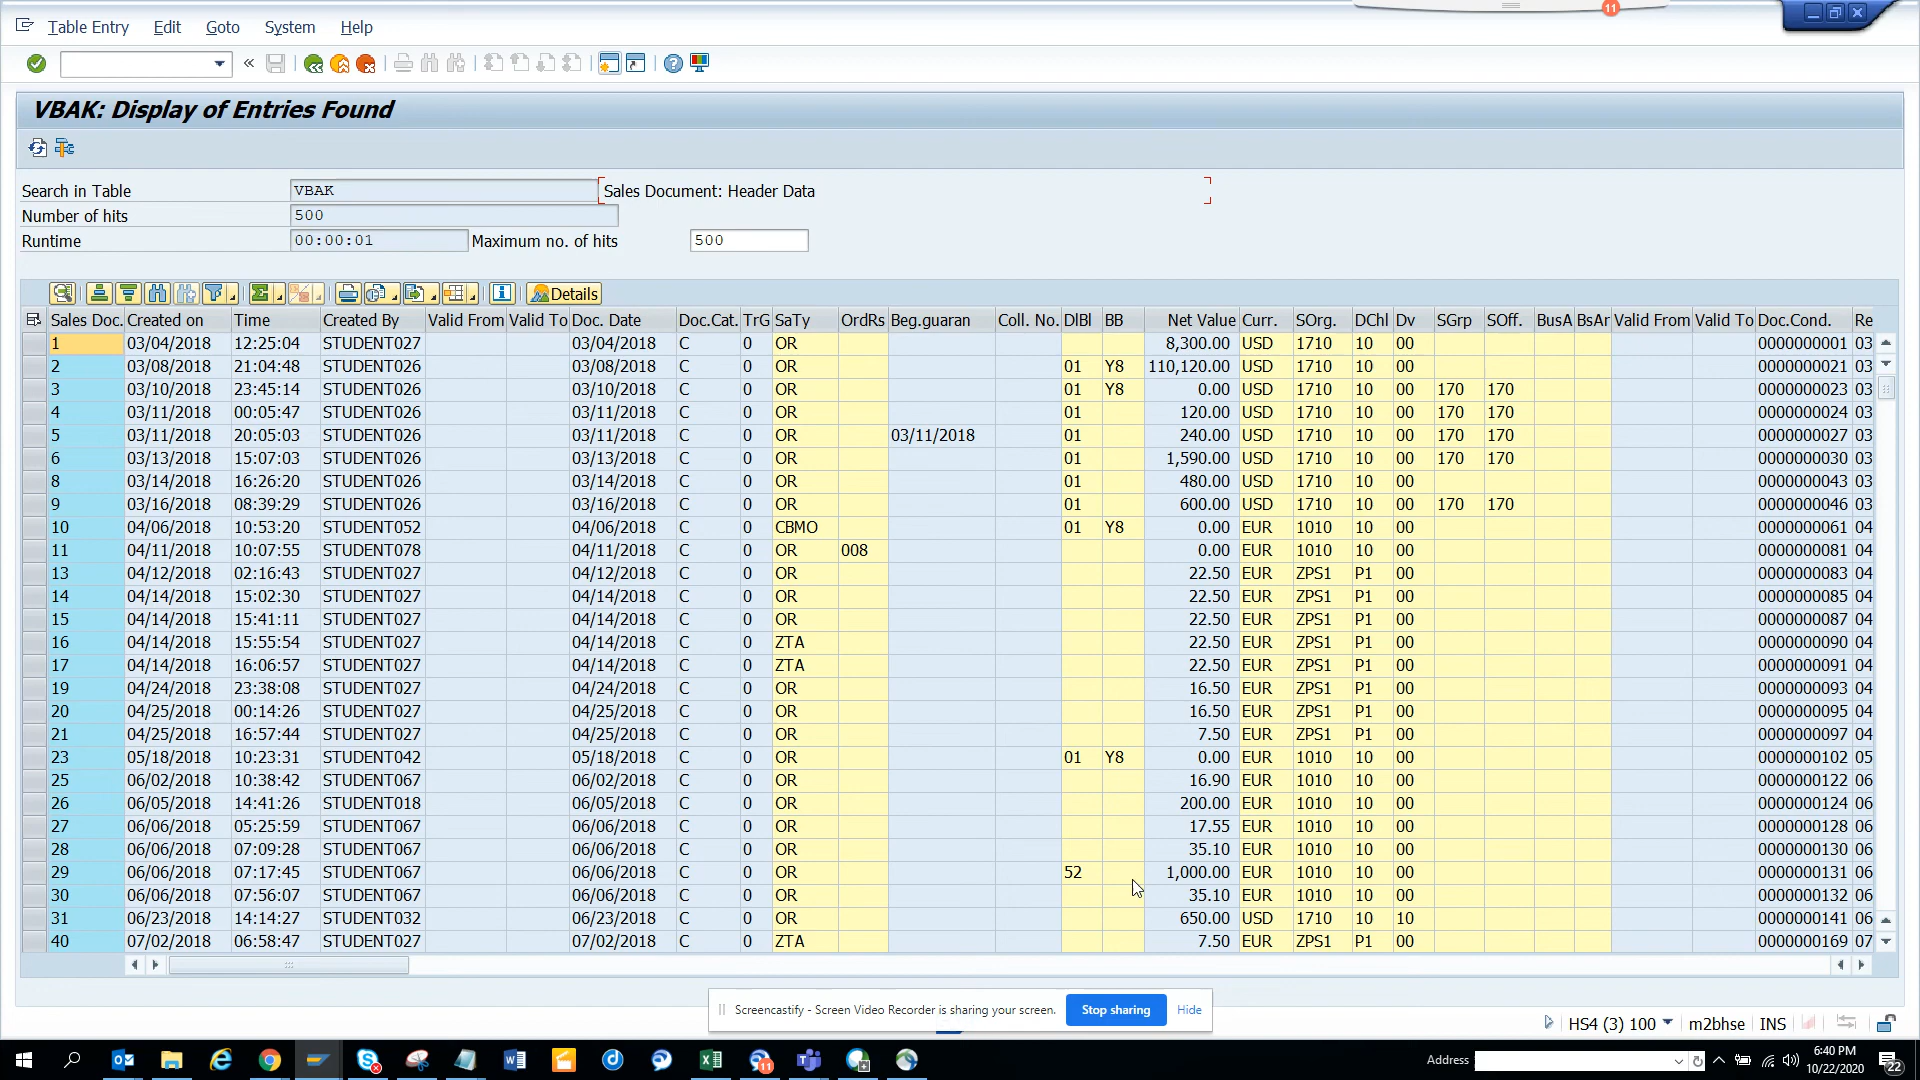 11
Table Entry Edit Goto System Help
VBAK: Display of Entries Found
Search in Table VBAK Sales Document: Header Data
Number of hits 500
Runtime 00:00:01 Maximum no. of hits 500
Details
Sales Doc. Created on Time Created By Valid From Valid To Doc. Date Doc.Cat. TrG SaTy OrdRs Beg.guaran Coll. No. DlBl BB Net Value Curr. SOrg. DChl Dv SGrp SOff. BusA BsAr Valid From Valid To Doc.Cond. Re
1 03/04/2018 12:25:04 STUDENT027 03/04/2018 C 0 OR 8,300.00 USD 1710 10 00 0000000001 03
2 03/08/2018 21:04:48 STUDENT026 03/08/2018 C 0 OR 01 Y8 110,120.00 USD 1710 10 00 0000000021 03
3 03/10/2018 23:45:14 STUDENT026 03/10/2018 C 0 OR 01 Y8 0.00 USD 1710 10 00 170 170 0000000023 03
4 03/11/2018 00:05:47 STUDENT026 03/11/2018 C 0 OR 01 120.00 USD 1710 10 00 170 170 0000000024 03
5 03/11/2018 20:05:03 STUDENT026 03/11/2018 C 0 OR 03/11/2018 01 240.00 USD 1710 10 00 170 170 0000000027 03
6 03/13/2018 15:07:03 STUDENT026 03/13/2018 C 0 OR 01 1,590.00 USD 1710 10 00 170 170 0000000030 03
8 03/14/2018 16:26:20 STUDENT026 03/14/2018 C 0 OR 01 480.00 USD 1710 10 00 0000000043 03
9 03/16/2018 08:39:29 STUDENT026 03/16/2018 C 0 OR 01 600.00 USD 1710 10 00 170 170 0000000046 03
10 04/06/2018 10:53:20 STUDENT052 04/06/2018 C 0 CBMO 01 Y8 0.00 EUR 1010 10 00 0000000061 04
11 04/11/2018 10:07:55 STUDENT078 04/11/2018 C 0 OR 008 0.00 EUR 1010 10 00 0000000081 04
13 04/12/2018 02:16:43 STUDENT027 04/12/2018 C 0 OR 22.50 EUR ZPS1 P1 00 0000000083 04
14 04/14/2018 15:02:30 STUDENT027 04/14/2018 C 0 OR 22.50 EUR ZPS1 P1 00 0000000085 04
15 04/14/2018 15:41:11 STUDENT027 04/14/2018 C 0 OR 22.50 EUR ZPS1 P1 00 0000000087 04
16 04/14/2018 15:55:54 STUDENT027 04/14/2018 C 0 ZTA 22.50 EUR ZPS1 P1 00 0000000090 04
17 04/14/2018 16:06:57 STUDENT027 04/14/2018 C 0 ZTA 22.50 EUR ZPS1 P1 00 0000000091 04
19 04/24/2018 23:38:08 STUDENT027 04/24/2018 C 0 OR 16.50 EUR ZPS1 P1 00 0000000093 04
20 04/25/2018 00:14:26 STUDENT027 04/25/2018 C 0 OR 16.50 EUR ZPS1 P1 00 0000000095 04
21 04/25/2018 16:57:44 STUDENT027 04/25/2018 C 0 OR 7.50 EUR ZPS1 P1 00 0000000097 04
23 05/18/2018 10:23:31 STUDENT042 05/18/2018 C 0 OR 01 Y8 0.00 EUR 1010 10 00 0000000102 05
25 06/02/2018 10:38:42 STUDENT067 06/02/2018 C 0 OR 16.90 EUR 1010 10 00 0000000122 06
26 06/05/2018 14:41:26 STUDENT018 06/05/2018 C 0 OR 200.00 EUR 1010 10 00 0000000124 06
27 06/06/2018 05:25:59 STUDENT067 06/06/2018 C 0 OR 17.55 EUR 1010 10 00 0000000128 06
28 06/06/2018 07:09:28 STUDENT067 06/06/2018 C 0 OR 35.10 EUR 1010 10 00 0000000130 06
29 06/06/2018 07:17:45 STUDENT067 06/06/2018 C 0 OR 52 1,000.00 EUR 1010 10 00 0000000131 06
30 06/06/2018 07:56:07 STUDENT067 06/06/2018 C 0 OR 35.10 EUR 1010 10 00 0000000132 06
31 06/23/2018 14:14:27 STUDENT032 06/23/2018 C 0 OR 650.00 USD 1710 10 10 0000000141 06
40 07/02/2018 06:58:47 STUDENT027 07/02/2018 C 0 ZTA 7.50 EUR ZPS1 P1 00 0000000169 07
Screencastify - Screen Video Recorder is sharing your screen. Stop sharing Hide
HS4 (3) 100 m2bhse INS
11 Address 6:40 PM
10/22/2020 22